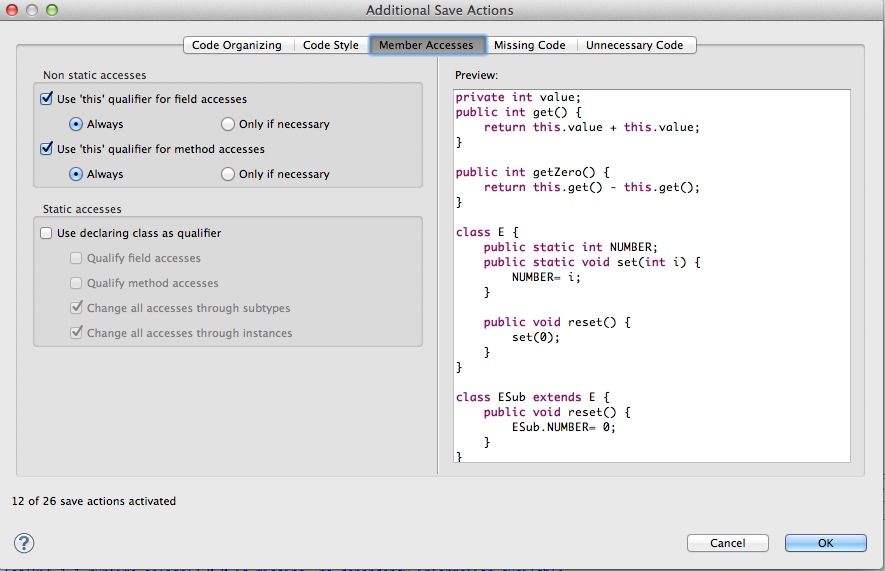 Additional Save Actions
Code Organizing Code Style Member Accesses Missing Code Unnecessary Code
Non static accesses
Use 'this' qualifier for field accesses
Always Only if necessary
Use 'this' qualifier for method accesses
Always Only if necessary
Static accesses
Use declaring class as qualifier
Qualify field accesses
Qualify method accesses
Change all accesses through subtypes
Change all accesses through instances
Preview:
private int value;
public int get() {
    return this.value + this.value;
}

public int getZero() {
    return this.get() - this.get();
}

class E {
    public static int NUMBER;
    public static void set(int i) {
        NUMBER= i;
    }

    public void reset() {
        set(0);
    }
}

class ESub extends E {
    public void reset() {
        ESub.NUMBER= 0;
    }
}
12 of 26 save actions activated
?
Cancel OK